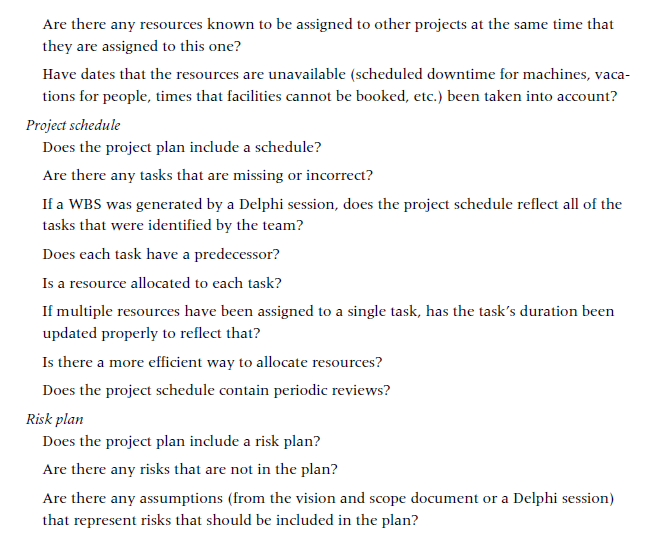 Are there any resources known to be assigned to other projects at the same time that
they are assigned to this one?
Have dates that the resources are unavailable (scheduled downtime for machines, vaca-
tions for people, times that facilities cannot be booked, etc.) been taken into account?
Project schedule
Does the project plan include a schedule?
Are there any tasks that are missing or incorrect?
If a WBS was generated by a Delphi session, does the project schedule reflect all of the
tasks that were identified by the team?
Does each task have a predecessor?
Is a resource allocated to each task?
If multiple resources have been assigned to a single task, has the task’s duration been
updated properly to reflect that?
Is there a more efficient way to allocate resources?
Does the project schedule contain periodic reviews?
Risk plan
Does the project plan include a risk plan?
Are there any risks that are not in the plan?
Are there any assumptions (from the vision and scope document or a Delphi session)
that represent risks that should be included in the plan?